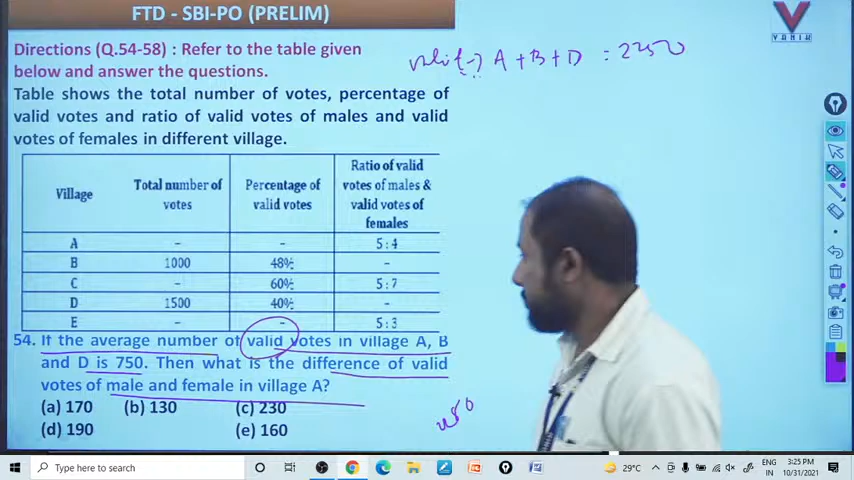 FTD - SBI-PO (PRELIM)
VANIK
Directions (Q.54-58) : Refer to the table given
below and answer the questions.
valid → A + B + D = 2250
Table shows the total number of votes, percentage of
valid votes and ratio of valid votes of males and valid
votes of females in different village.
Village Total number of votes Percentage of valid votes Ratio of valid votes of males & valid votes of females
A - - 5:4
B 1000 48% -
C - 60% 5:7
D 1500 40% -
E - - 5:3
54. If the average number of valid votes in village A, B
and D is 750. Then what is the difference of valid
votes of male and female in village A?
(a) 170 (b) 130 (c) 230
(d) 190 (e) 160
480
Type here to search
29°C
ENG
IN
3:25 PM
10/31/2021